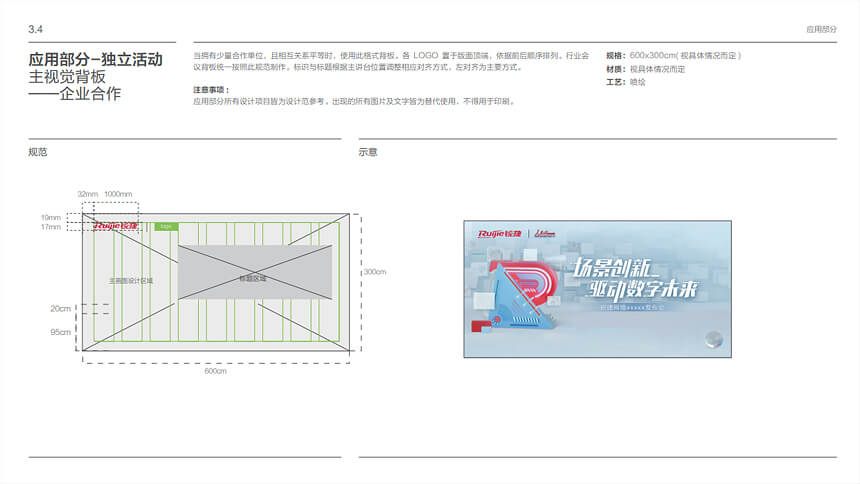 3.4
应用部分
应用部分–独立活动
主视觉背板
——企业合作
当拥有少量合作单位，且相互关系平等时，使用此格式背板。各 LOGO 置于版面顶端，依据前后顺序排列。行业会
议背板统一按照此规范制作。标识与标题根据主讲台位置调整相应对齐方式，左对齐为主要方式。
注意事项：
应用部分所有设计项目皆为设计范参考。出现的所有图片及文字皆为替代使用，不得用于印刷。
规格：600x300cm( 视具体情况而定 )
材质：视具体情况而定
工艺：喷绘
规范
示意
32mm 1000mm
19mm
17mm
Ruijie锐捷
logo
主画面设计区域
标题区域
300cm
20cm
95cm
600cm
Ruijie锐捷
场景创新
驱动数字未来